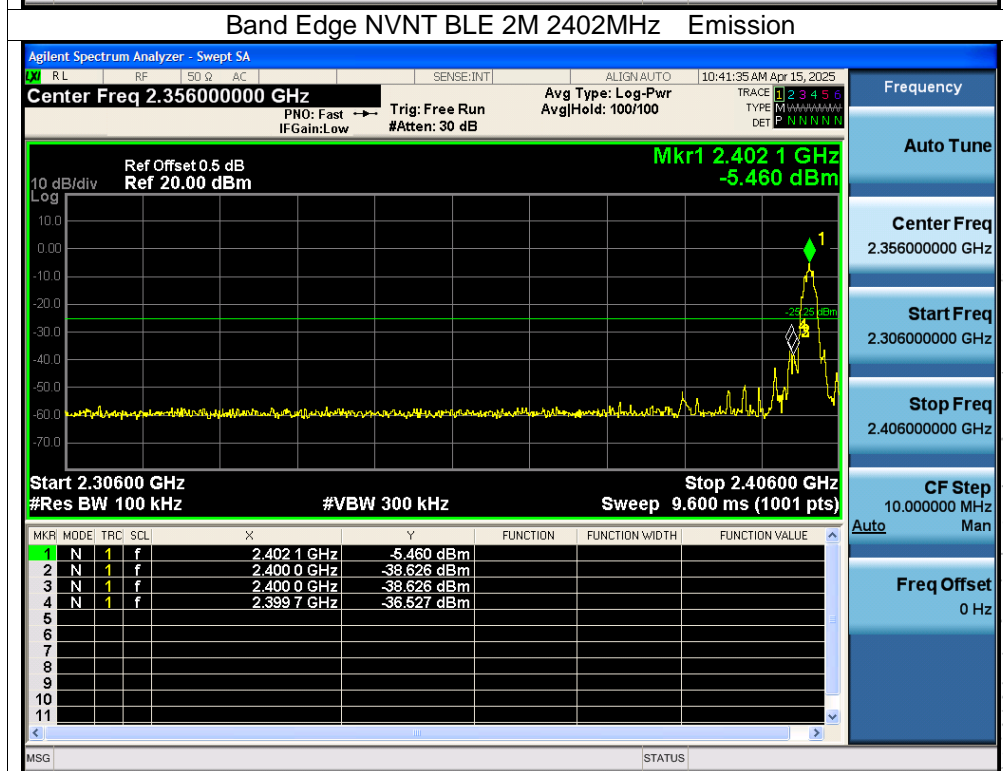 Band Edge NVNT BLE 2M 2402MHz Emission
Agilent Spectrum Analyzer - Swept SA
LXI RL RF 50 Ω AC SENSE:INT ALIGN AUTO 10:41:35 AM Apr 15, 2025
Center Freq 2.356000000 GHz
PNO: Fast
IFGain:Low
Trig: Free Run
#Atten: 30 dB
Avg Type: Log-Pwr
Avg|Hold: 100/100
TRACE 1 2 3 4 5 6
TYPE M
DET P N N N N N
Mkr1 2.402 1 GHz
-5.460 dBm
Ref Offset 0.5 dB
10 dB/div Ref 20.00 dBm
Log
10.0
0.00
-10.0
-20.0
-30.0
-40.0
-50.0
-60.0
-70.0
1
-25.25 dBm
Start 2.30600 GHz Stop 2.40600 GHz
#Res BW 100 kHz #VBW 300 kHz Sweep 9.600 ms (1001 pts)
MKR MODE TRC SCL X Y FUNCTION FUNCTION WIDTH FUNCTION VALUE
1 N 1 f 2.402 1 GHz -5.460 dBm
2 N 1 f 2.400 0 GHz -38.626 dBm
3 N 1 f 2.400 0 GHz -38.626 dBm
4 N 1 f 2.399 7 GHz -36.527 dBm
5
6
7
8
9
10
11
MSG STATUS
Frequency
Auto Tune
Center Freq
2.356000000 GHz
Start Freq
2.306000000 GHz
Stop Freq
2.406000000 GHz
CF Step
10.000000 MHz
Auto Man
Freq Offset
0 Hz